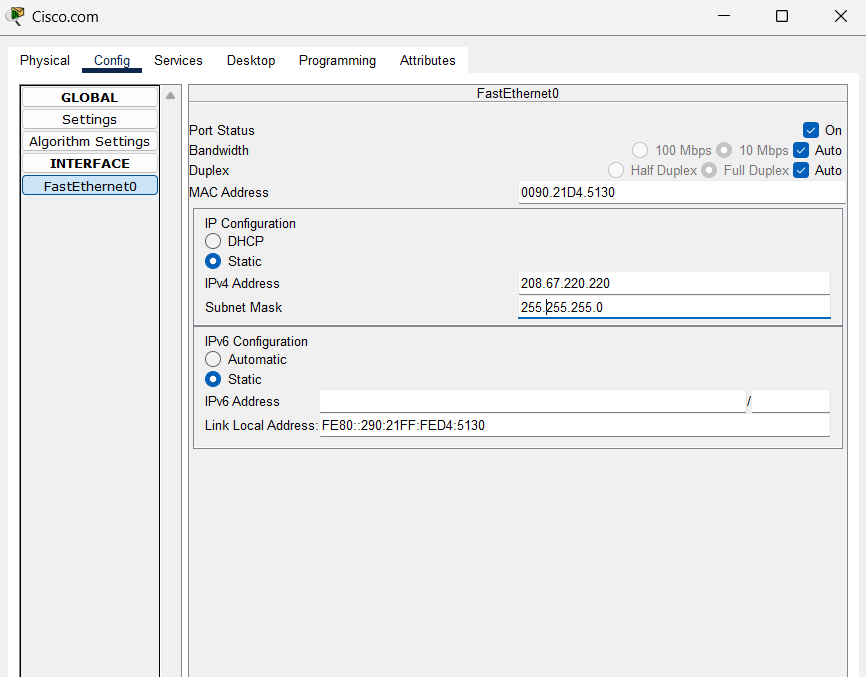 Cisco.com
Physical Config Services Desktop Programming Attributes
GLOBAL
Settings
Algorithm Settings
INTERFACE
FastEthernet0
FastEthernet0
Port Status On
Bandwidth 100 Mbps 10 Mbps Auto
Duplex Half Duplex Full Duplex Auto
MAC Address 0090.21D4.5130
IP Configuration
DHCP
Static
IPv4 Address 208.67.220.220
Subnet Mask 255.255.255.0
IPv6 Configuration
Automatic
Static
IPv6 Address /
Link Local Address: FE80::290:21FF:FED4:5130